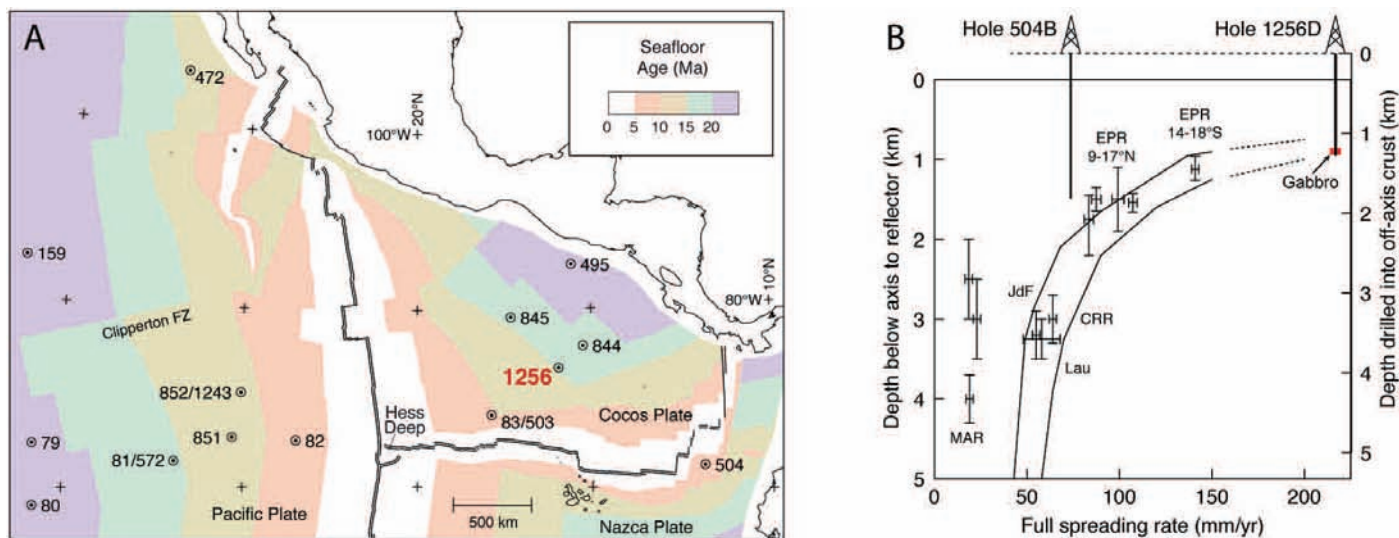 A
Seafloor
Age (Ma)
0 5 10 15 20
472
100°W
20°N
159
495
80°W
10°N
Clipperton FZ
845
844
1256
852/1243
Hess
Deep
83/503
Cocos Plate
79
851
82
81/572
504
80
Pacific Plate
500 km
Nazca Plate
B
Hole 504B
Hole 1256D
0
0
EPR
14-18°S
EPR
9-17°N
1
1
Gabbro
2
2
JdF
3
CRR
3
Lau
4
4
MAR
5
5
0 50 100 150 200
Depth below axis to reflector (km)
Depth drilled into off-axis crust (km)
Full spreading rate (mm/yr)